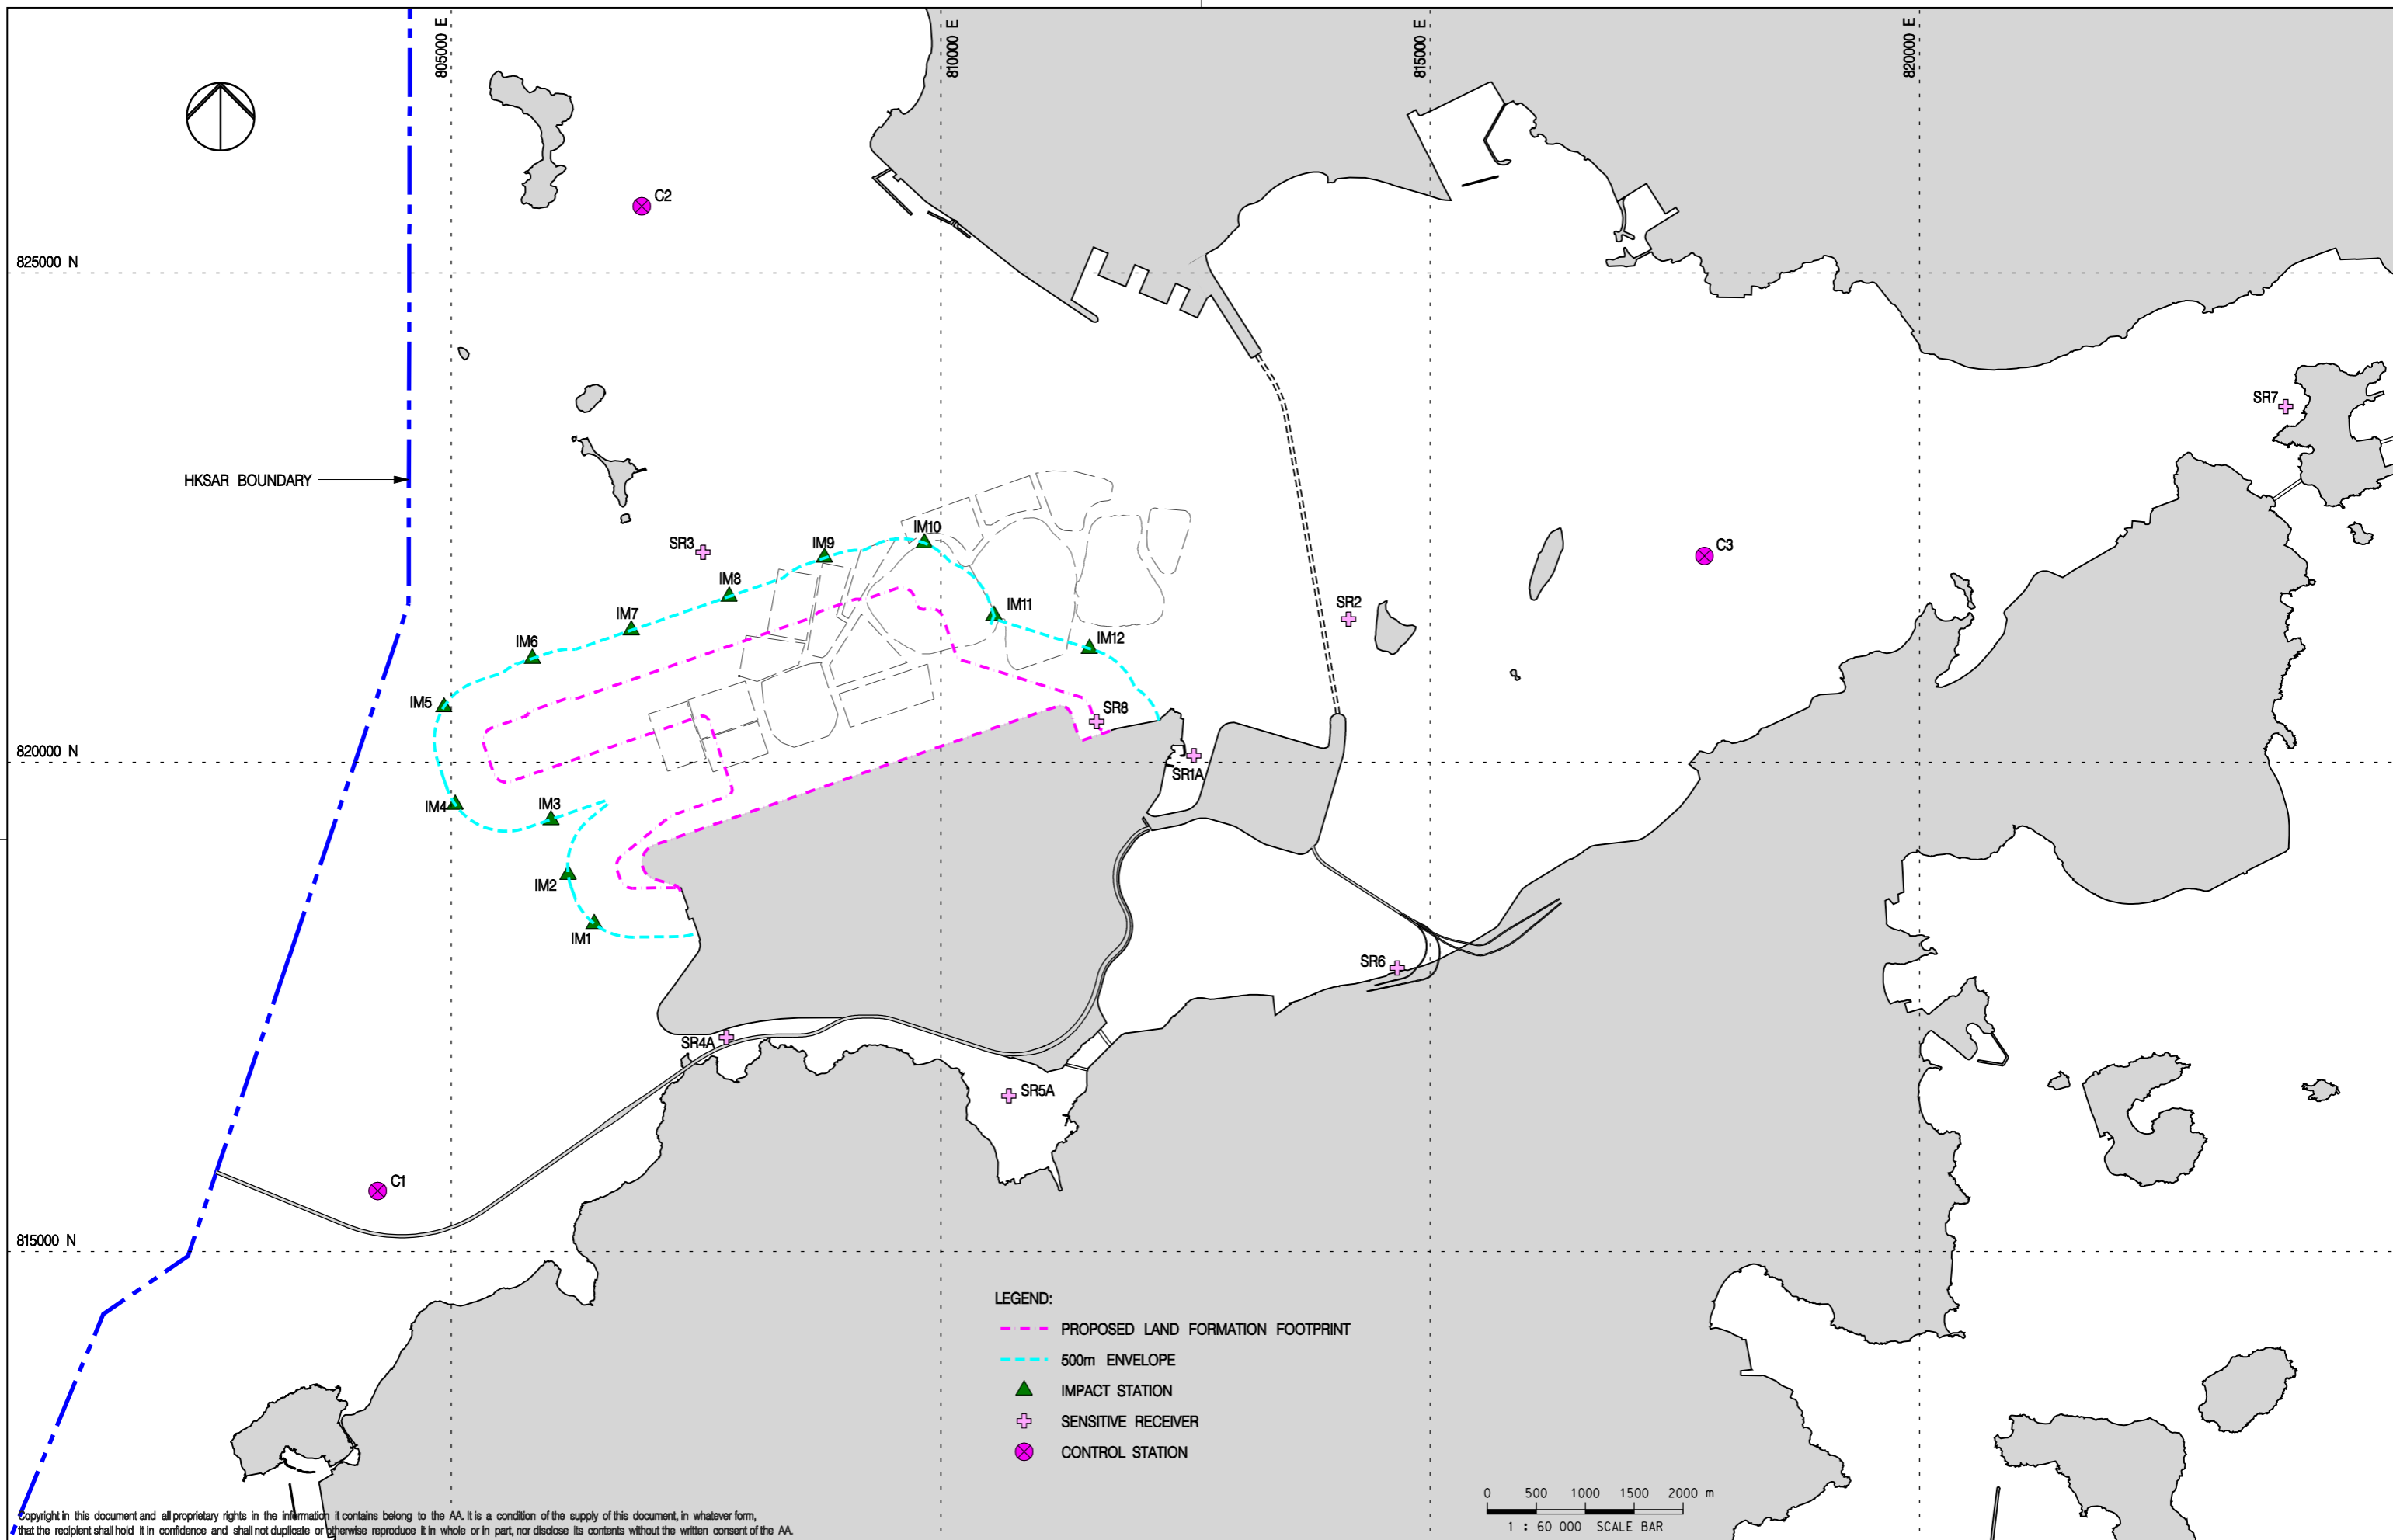 805000 E
810000 E
815000 E
820000 E
C2
825000 N
SR7
HKSAR BOUNDARY
IM10
SR3
IM9
C3
IM8
SR2
IM7
IM11
IM12
IM6
IM5
SR8
820000 N
SR1A
IM4
IM3
IM2
IM1
SR6
SR4A
SR5A
C1
815000 N
LEGEND:
PROPOSED LAND FORMATION FOOTPRINT
500m ENVELOPE
IMPACT STATION
SENSITIVE RECEIVER
CONTROL STATION
0 500 1000 1500 2000 m
1 : 60 000 SCALE BAR
Copyright in this document and all proprietary rights in the information it contains belong to the AA. It is a condition of the supply of this document, in whatever form,
that the recipient shall hold it in confidence and shall not duplicate or otherwise reproduce it in whole or in part, nor disclose its contents without the written consent of the AA.